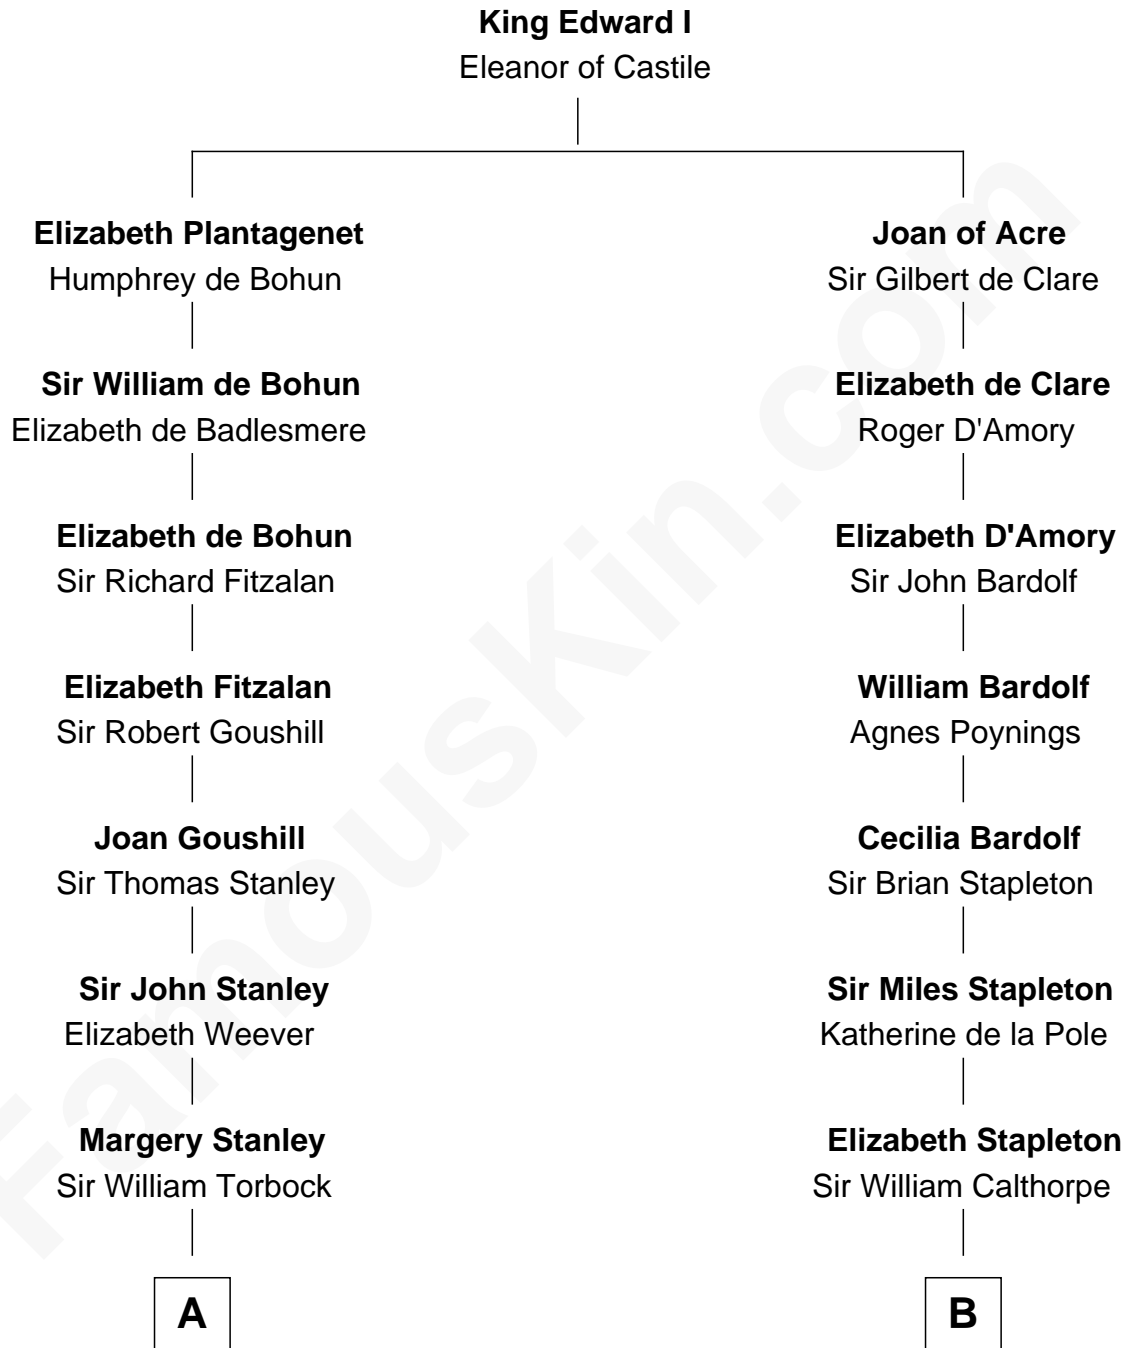 King Edward I
Eleanor of Castile
Elizabeth Plantagenet
Humphrey de Bohun
Joan of Acre
Sir Gilbert de Clare
Sir William de Bohun
Elizabeth de Badlesmere
Elizabeth de Clare
Roger D'Amory
Elizabeth de Bohun
Sir Richard Fitzalan
Elizabeth D'Amory
Sir John Bardolf
Elizabeth Fitzalan
Sir Robert Goushill
William Bardolf
Agnes Poynings
Joan Goushill
Sir Thomas Stanley
Cecilia Bardolf
Sir Brian Stapleton
Sir John Stanley
Elizabeth Weever
Sir Miles Stapleton
Katherine de la Pole
Margery Stanley
Sir William Torbock
Elizabeth Stapleton
Sir William Calthorpe
A
B
FamousKin.com